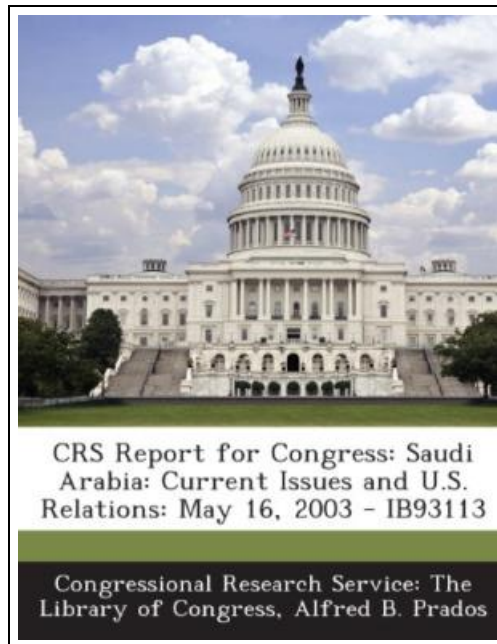 CRS Report for Congress: Saudi
Arabia: Current Issues and U.S.
Relations: May 16, 2003 - IB93113
Congressional Research Service: The
Library of Congress, Alfred B. Prados